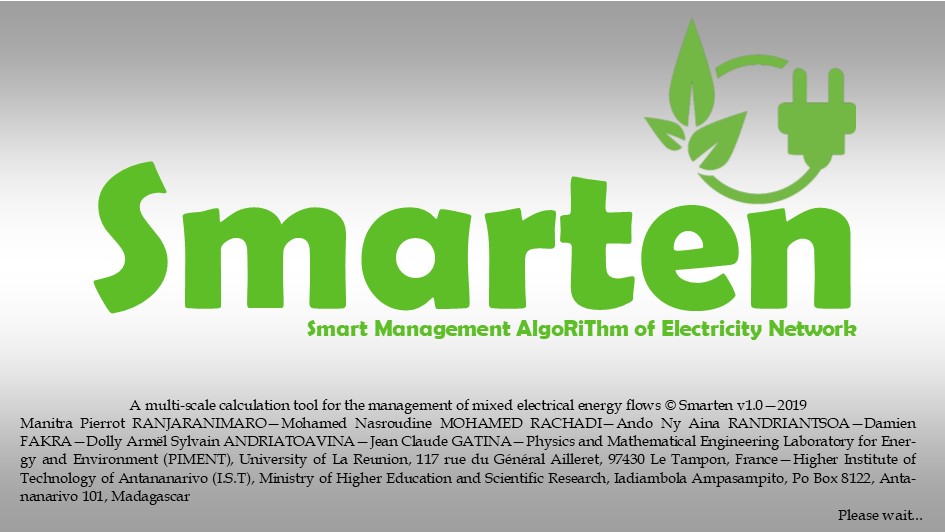 Smarten
Smart Management AlgoRiThm of Electricity Network
A multi-scale calculation tool for the management of mixed electrical energy flows © Smarten v1.0—2019
Manitra Pierrot RANJARANIMARO—Mohamed Nasroudine MOHAMED RACHADI—Ando Ny Aina RANDRIANTSOA—Damien
FAKRA—Dolly Armël Sylvain ANDRIATOAVINA—Jean Claude GATINA—Physics and Mathematical Engineering Laboratory for Ener-
gy and Environment (PIMENT), University of La Reunion, 117 rue du Général Ailleret, 97430 Le Tampon, France—Higher Institute of
Technology of Antananarivo (I.S.T), Ministry of Higher Education and Scientific Research, Iadiambola Ampasampito, Po Box 8122, Anta-
nanarivo 101, Madagascar
Please wait...